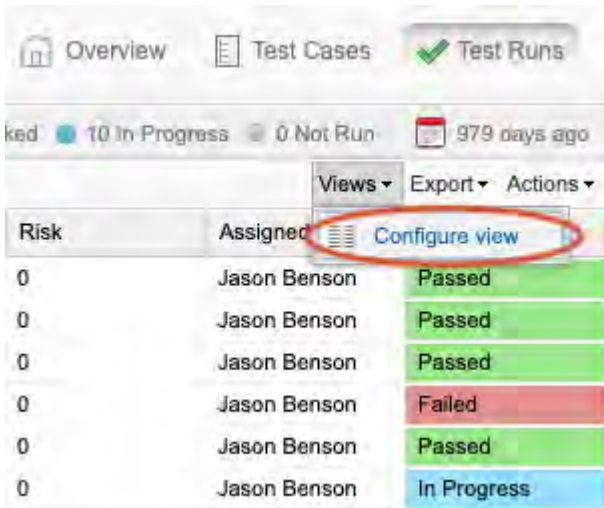 Overview Test Cases Test Runs
ked 10 In Progress 0 Not Run 979 days ago
Views Export Actions
Risk Assigned Configure view
0 Jason Benson Passed
0 Jason Benson Passed
0 Jason Benson Passed
0 Jason Benson Failed
0 Jason Benson Passed
0 Jason Benson In Progress